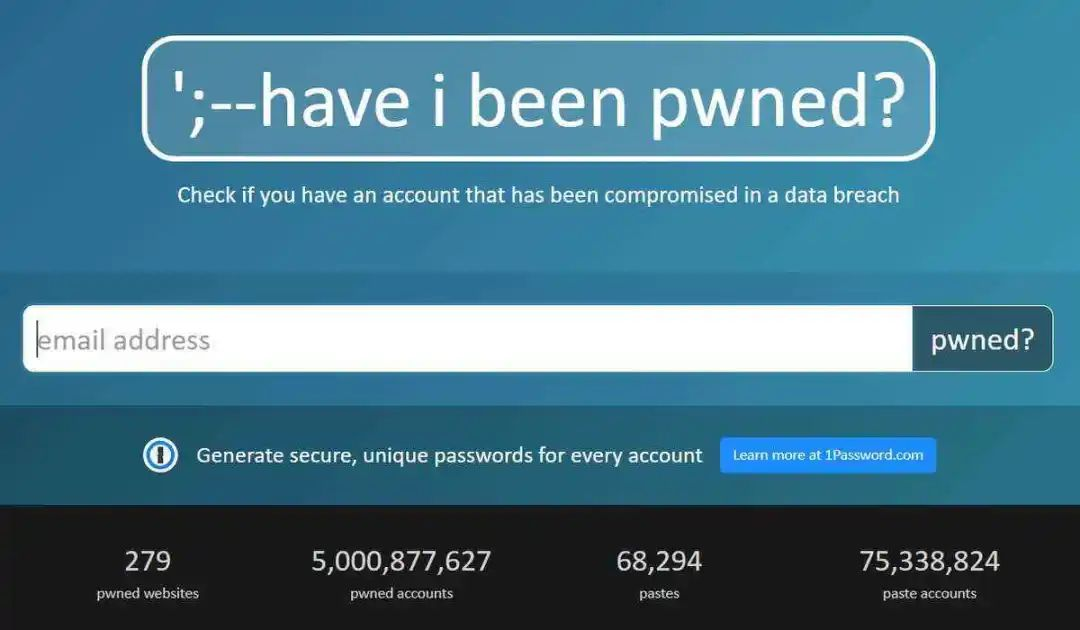 ';--have i been pwned?
Check if you have an account that has been compromised in a data breach
email address
pwned?
Generate secure, unique passwords for every account
Learn more at 1Password.com
279
pwned websites
5,000,877,627
pwned accounts
68,294
pastes
75,338,824
paste accounts